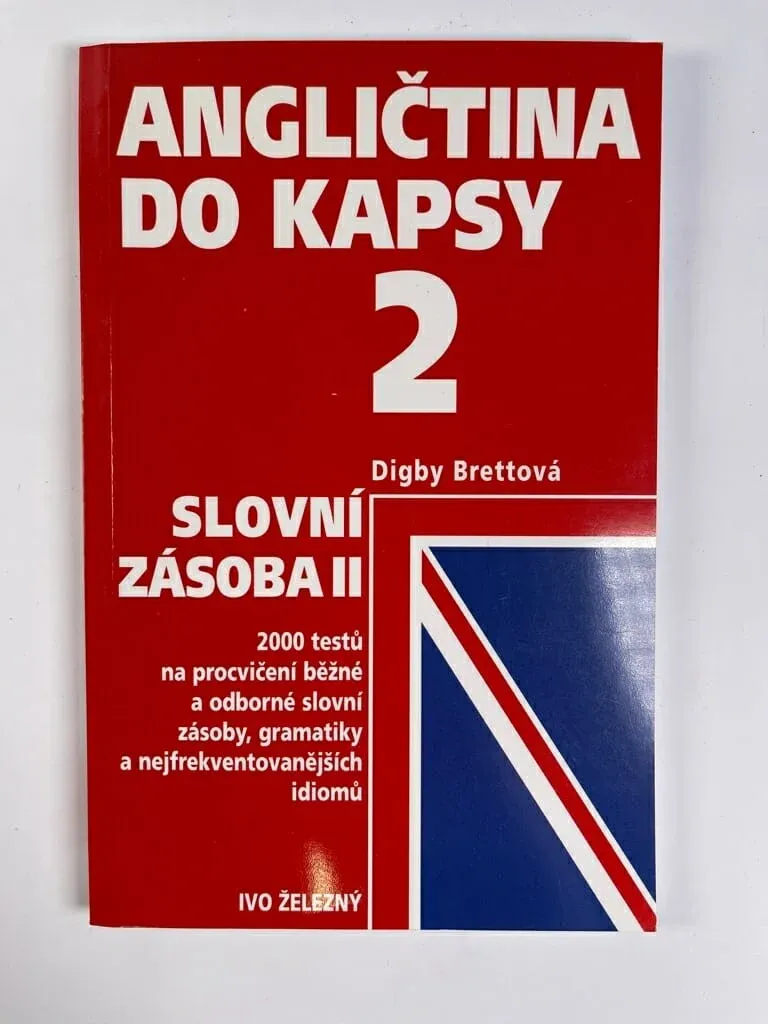 ANGLIČTINA
DO KAPSY
2
Digby Brettová
SLOVNÍ
ZÁSOBA II
2000 testů
na procvičení běžné
a odborné slovní
zásoby, gramatiky
a nejfrekventovanějších
idiomů
IVO ŽELEZNÝ